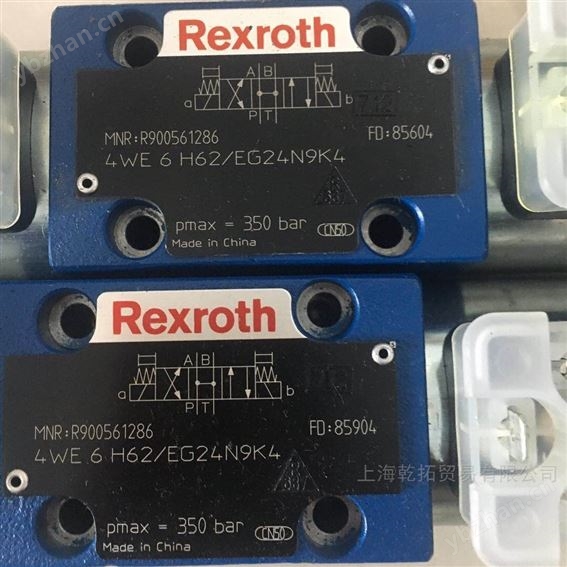 Rexroth
A B
a b
P T
MNR:R900561286
FD:85604
4WE 6 H62/EG24N9K4
pmax = 350 bar
CN50
Made in China
Rexroth
A B
a b
P T
MNR:R900561286
FD:85904
4WE 6 H62/EG24N9K4
上海乾拓贸易有限公司
pmax = 350 bar
CN50
Made in China